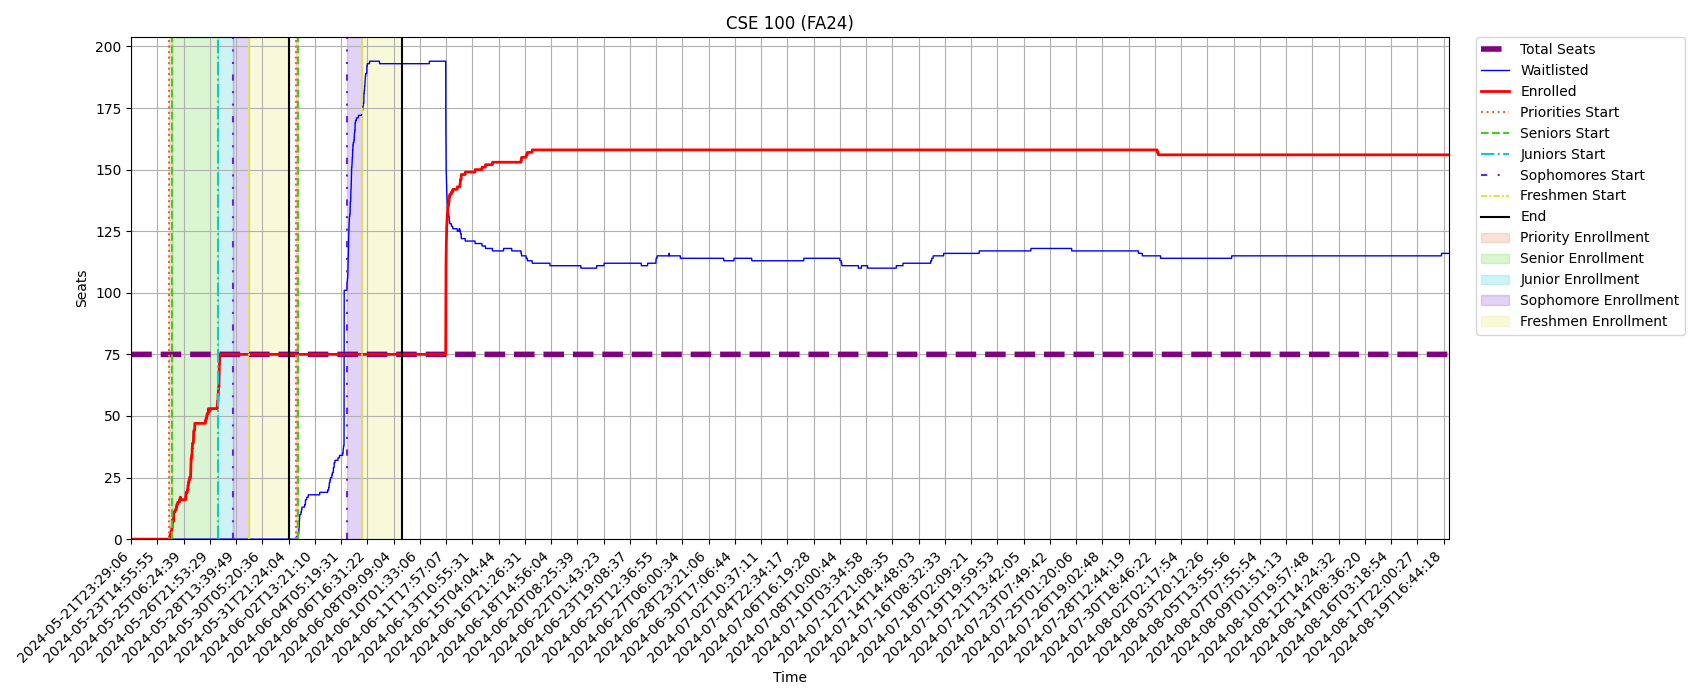 CSE 100 (FA24)
Seats
200
175
150
125
100
75
50
25
0
2024-05-21T23:29:06
2024-05-23T14:55:55
2024-05-25T06:24:39
2024-05-26T21:53:29
2024-05-28T13:39:49
2024-05-30T05:20:36
2024-05-31T21:24:04
2024-06-02T13:21:10
2024-06-04T05:19:31
2024-06-06T16:31:22
2024-06-08T09:09:04
2024-06-10T01:33:06
2024-06-11T17:57:07
2024-06-13T10:55:31
2024-06-15T04:04:44
2024-06-16T21:26:31
2024-06-18T14:56:04
2024-06-20T08:25:39
2024-06-22T01:43:23
2024-06-23T19:08:37
2024-06-25T12:36:55
2024-06-27T06:00:34
2024-06-28T23:21:06
2024-06-30T17:06:44
2024-07-02T10:37:11
2024-07-04T22:34:17
2024-07-06T16:19:28
2024-07-08T10:00:44
2024-07-10T03:34:58
2024-07-12T21:08:35
2024-07-14T14:48:03
2024-07-16T08:32:33
2024-07-18T02:09:21
2024-07-19T19:59:53
2024-07-21T13:42:05
2024-07-23T07:49:42
2024-07-25T01:20:06
2024-07-26T19:02:48
2024-07-28T12:44:19
2024-07-30T18:46:22
2024-08-02T02:17:54
2024-08-03T20:12:26
2024-08-05T13:55:56
2024-08-07T07:55:54
2024-08-09T01:51:13
2024-08-10T19:57:48
2024-08-12T14:24:32
2024-08-14T08:36:20
2024-08-16T03:18:54
2024-08-17T22:00:27
2024-08-19T16:44:18
Time
Total Seats
Waitlisted
Enrolled
Priorities Start
Seniors Start
Juniors Start
Sophomores Start
Freshmen Start
End
Priority Enrollment
Senior Enrollment
Junior Enrollment
Sophomore Enrollment
Freshmen Enrollment